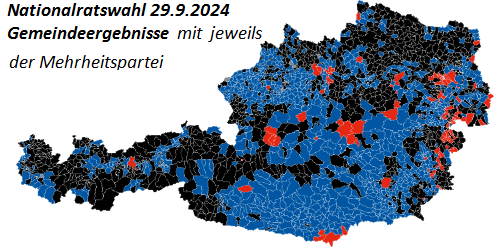 Nationalratswahl 29.9.2024
Gemeindeergebnisse mit jeweils
der Mehrheitspartei